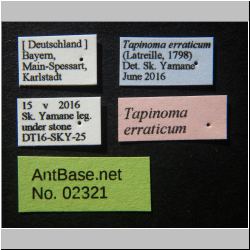 [ Deutschland ]
Bayern,
Main-Spessart,
Karlstadt
Tapinoma erraticum
(Latreille, 1798)
Det. Sk. Yamane
June 2016
15 v 2016
Sk. Yamane leg.
under stone
DT16-SKY-25
Tapinoma
erraticum
AntBase.net
No. 02321